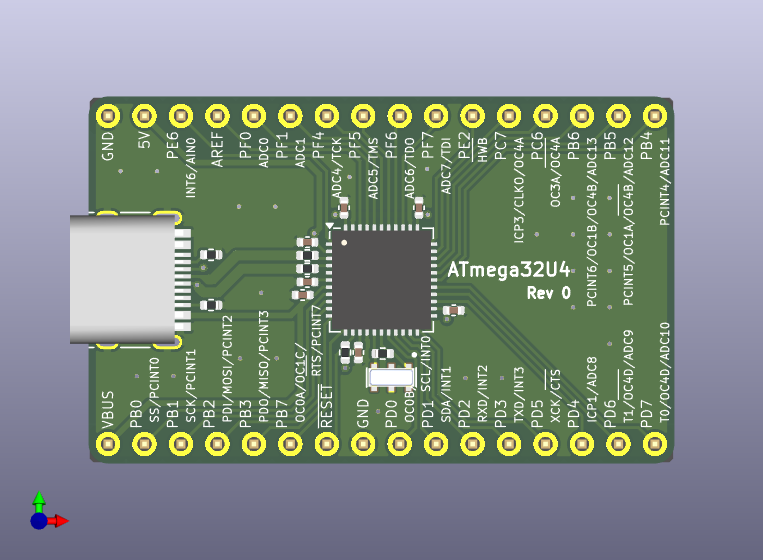 GND
5V
PE6
INT6/AIN0
AREF
PF0
ADC0
PF1
ADC1
PF4
ADC4/TCK
PF5
ADC5/TMS
PF6
ADC6/TDO
PF7
ADC7/TDI
PE2
HWB
PC7
ICP3/CLKO/OC4A
PC6
OC3A/OC4A
PB6
PCINT6/OC1B/OC4B/ADC13
PB5
PCINT5/OC1A/OC4B/ADC12
PB4
PCINT4/ADC11
ATmega32U4
Rev 0
VBUS
PB0
SS/PCINT0
PB1
SCK/PCINT1
PB2
PDI/MOSI/PCINT2
PB3
PDO/MISO/PCINT3
PB7
OC0A/OC1C/
RTS/PCINT7
RESET
GND
PD0
OC0B/
SCL/INT0
PD1
SDA/INT1
PD2
RXD/INT2
PD3
TXD/INT3
PD5
XCK/CTS
PD4
ICP1/ADC8
PD6
T1/OC4D/ADC9
PD7
T0/OC4D/ADC10